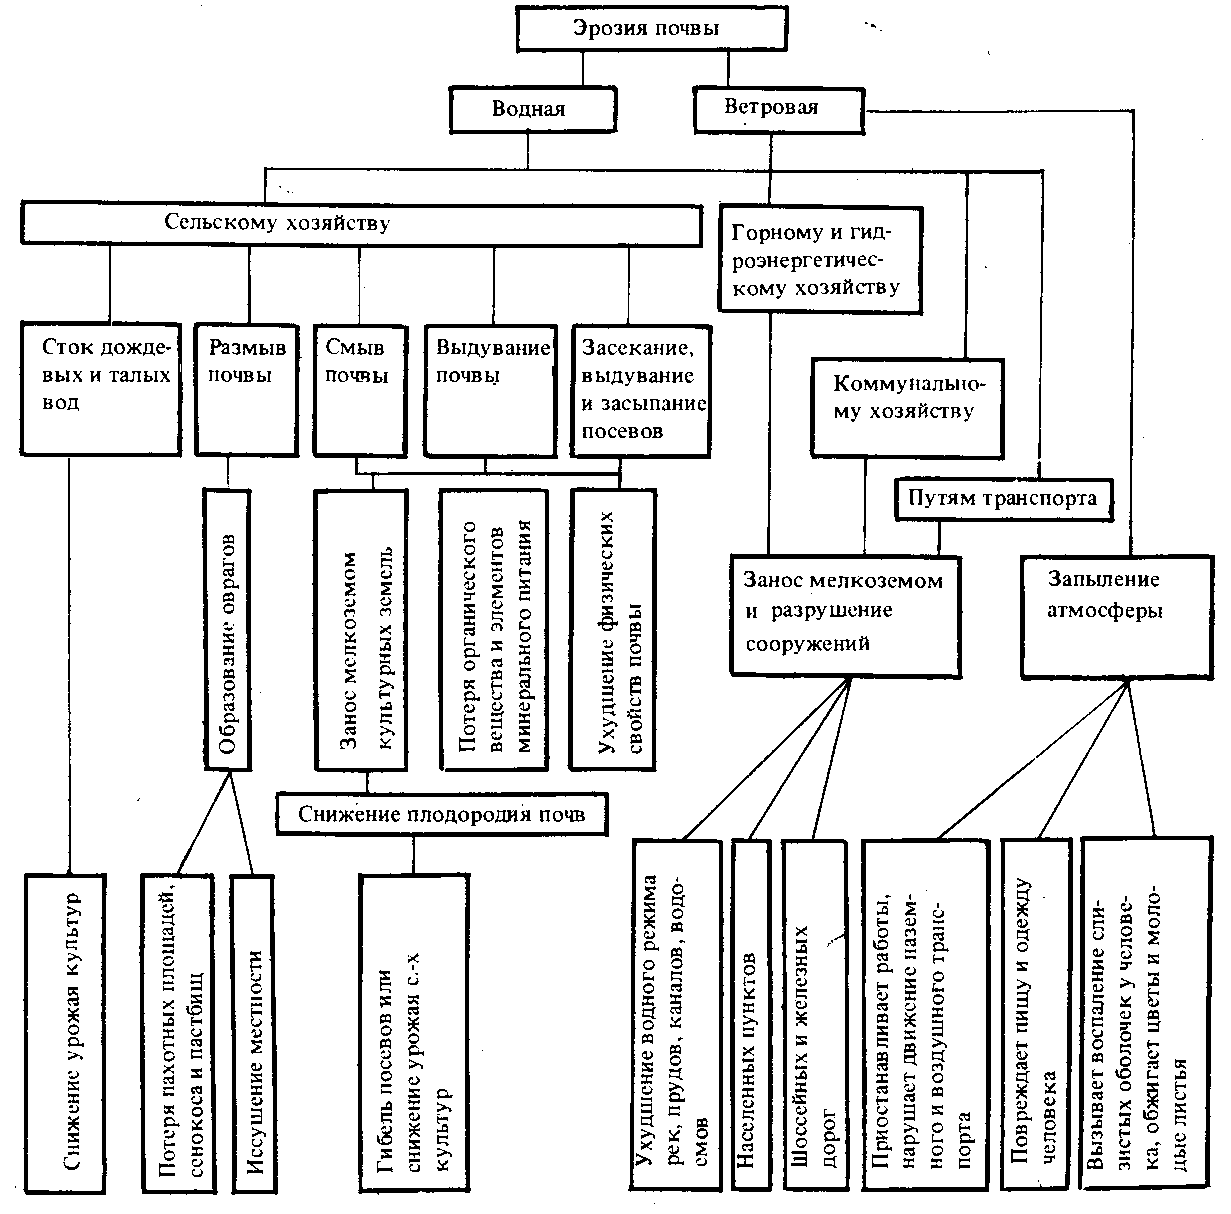 Эрозия почвы
Водная
Ветровая
Сельскому хозяйству
Горному и гид-
роэнергетичес-
кому хозяйству
Сток дожде-
вых и талых
вод
Размыв
почвы
Смыв
почвы
Выдувание
почвы
Засекание,
выдувание
и засыпание
посевов
Коммунально-
му хозяйству
Путям транспорта
Образование оврагов
Занос мелкоземом
культурных земель
Потеря органического
вещества и элементов
минерального питания
Ухудшение физических
свойств почвы
Занос мелкоземом
и разрушение
сооружений
Запыление
атмосферы
Снижение плодородия почв
Снижение урожая культур
Потеря пахотных площадей,
сенокоса и пастбищ
Иссушение местности
Гибель посевов или
снижение урожая с.-х
культур
Ухудшение водного режима
рек, прудов, каналов, водо-
смов
Населенных пунктов
Шоссейных и железных
дорог
Приостанавливает работы,
нарушает движение назем-
ного и воздушного транс-
порта
Повреждает пищу и одежду
человека
Вызывает воспаление сли-
зистых оболочек у челове-
ка, обжигает цветы и моло-
дые листья